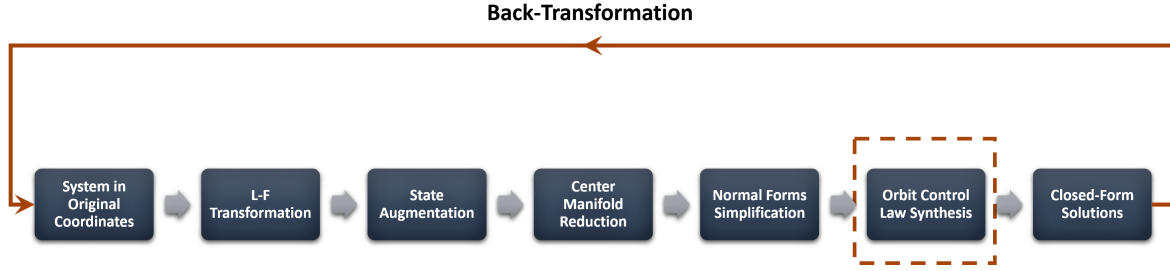 Back-Transformation
System in
Original
Coordinates
L-F
Transformation
State
Augmentation
Center
Manifold
Reduction
Normal Forms
Simplification
Orbit Control
Law Synthesis
Closed-Form
Solutions